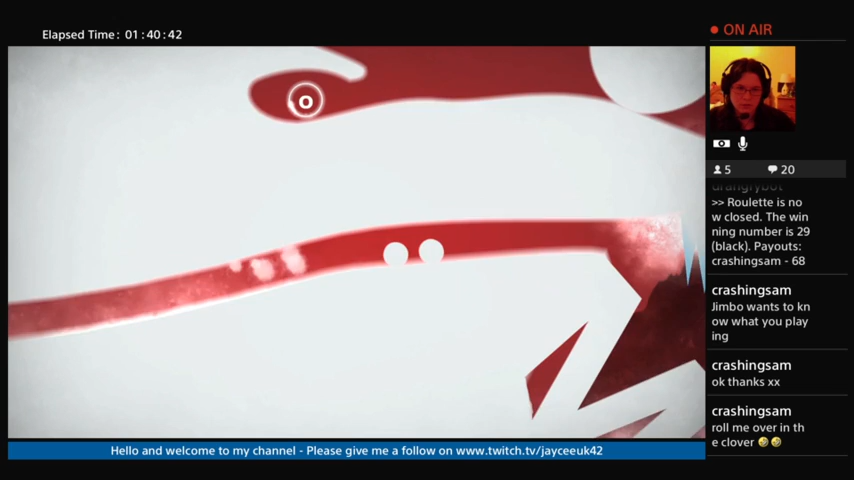 Elapsed Time: 01:40:42
ON AIR
5
20
urangrybot
>> Roulette is no
w closed. The win
ning number is 29
(black). Payouts:
crashingsam - 68
crashingsam
Jimbo wants to kn
ow what you play
ing
crashingsam
ok thanks xx
crashingsam
roll me over in th
e clover 🤣🤣
Hello and welcome to my channel - Please give me a follow on www.twitch.tv/jayceeuk42